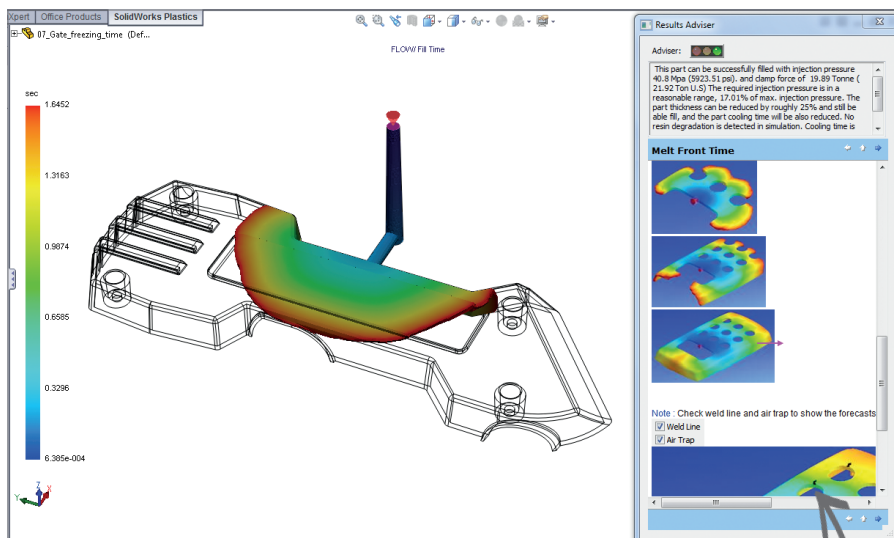 Xpert Office Products SolidWorks Plastics
07_Gate_freezing_time (Def...
FLOW/ Fill Time
sec
1.6452
1.3163
0.9874
0.6585
0.3296
6.385e-004
Z
Y
X
Results Adviser
Adviser:
This part can be successfully filled with injection pressure
40.8 Mpa (5923.51 psi). and clamp force of 19.89 Tonne (
21.92 Ton U.S) The required injection pressure is in a
reasonable range, 17.01% of max. injection pressure. The
part thickness can be reduced by roughly 25% and still be
able fill, and the part cooling time will be also reduced. No
resin degradation is detected in simulation. Cooling time is
Melt Front Time
Note : Check weld line and air trap to show the forecasts
Weld Line
Air Trap